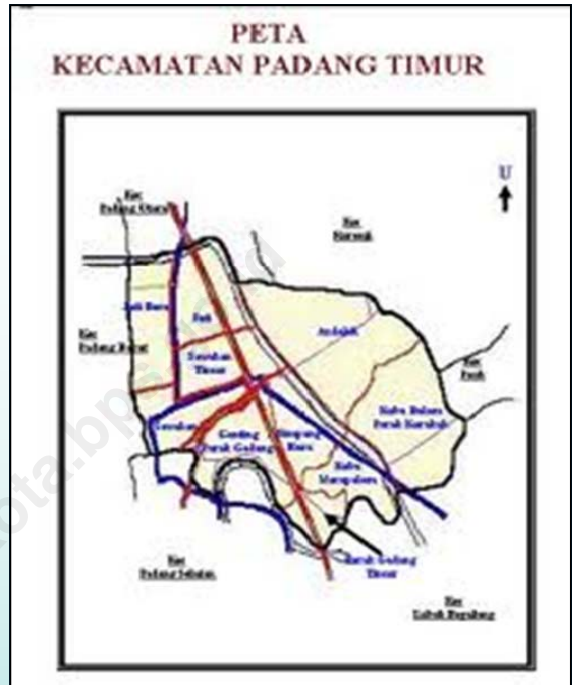 PETA
KECAMATAN PADANG TIMUR
U
Kec
Padang Utara
Kec
Kuranji
Jati Baru
Jati
Andalas
Kec
Padang Barat
Sawahan
Timur
Kec
Pauh
Kubu Dalam
Parak Karakah
Sawahan
Ganting
Parak Gadang
Simpang
Haru
Kubu
Marapalam
Parak Gadang
Timur
Kec
Padang Selatan
Kec
Lubuk Begalung